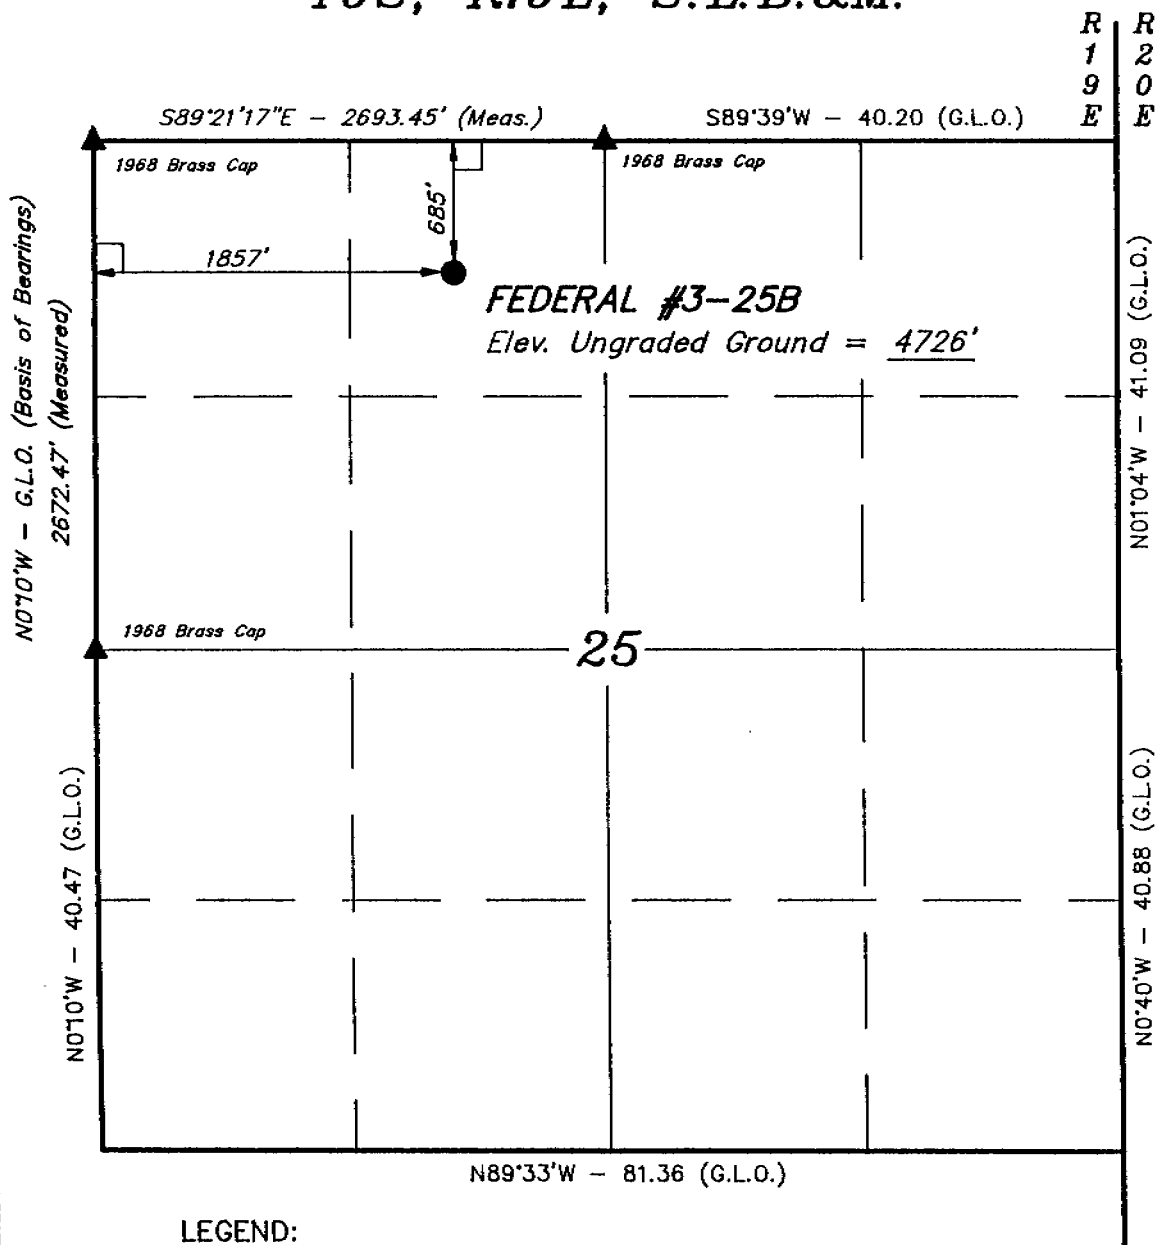 R19E, S.L.B.&M.
R R
1 2
9 0
E E
S89°21'17"E – 2693.45' (Meas.)
S89°39'W – 40.20 (G.L.O.)
1968 Brass Cap
1968 Brass Cap
685'
1857'
FEDERAL #3-25B
Elev. Ungraded Ground = 4726'
N0°10'W – G.L.O. (Basis of Bearings)
2672.47' (Measured)
N01°04'W – 41.09 (G.L.O.)
1968 Brass Cap
25
N0°10'W – 40.47 (G.L.O.)
N0°40'W – 40.88 (G.L.O.)
N89°33'W – 81.36 (G.L.O.)
LEGEND: